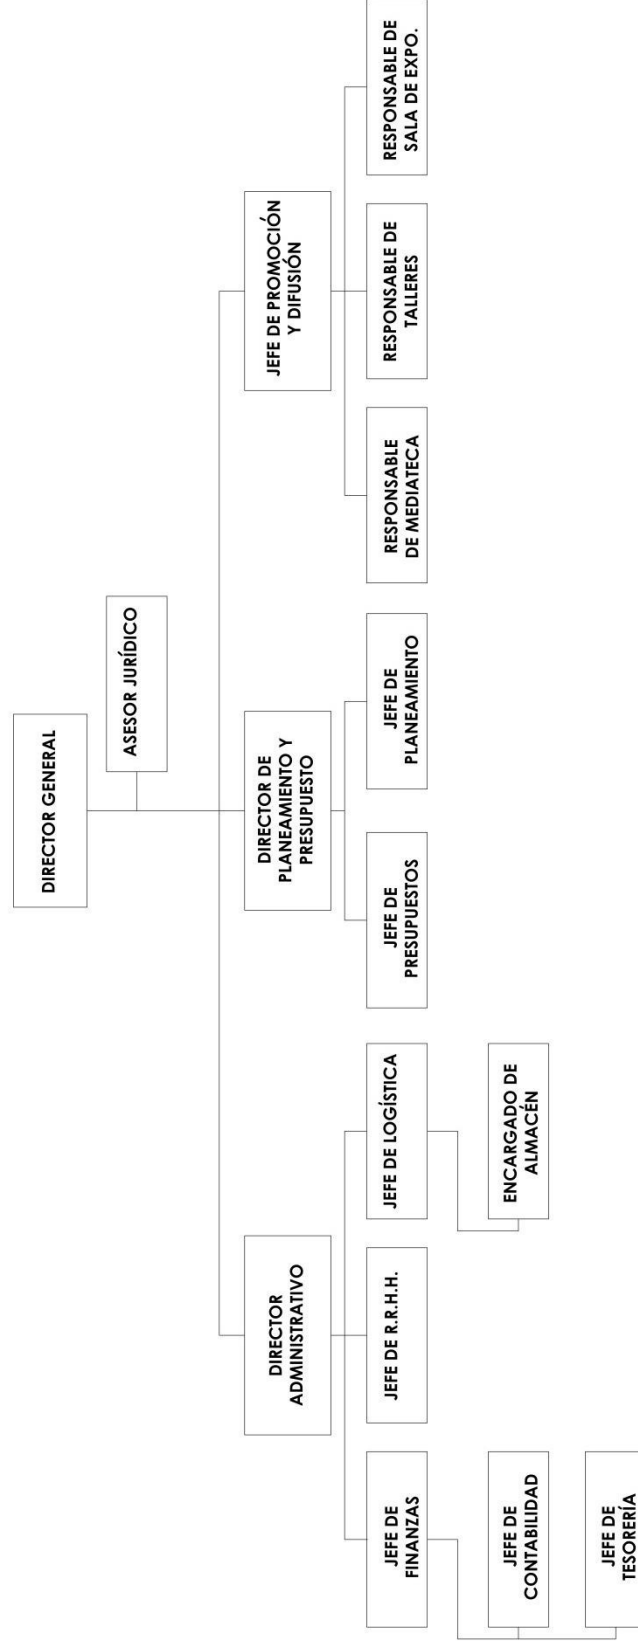 DIRECTOR GENERAL
ASESOR JURÍDICO
DIRECTOR
ADMINISTRATIVO
DIRECTOR DE
PLANEAMIENTO Y
PRESUPUESTO
JEFE DE PROMOCIÓN
Y DIFUSIÓN
JEFE DE
FINANZAS
JEFE DE R.R.H.H.
JEFE DE LOGÍSTICA
JEFE DE
PRESUPUESTOS
JEFE DE
PLANEAMIENTO
RESPONSABLE
DE MEDIATECA
RESPONSABLE DE
TALLERES
RESPONSABLE DE
SALA DE EXPO.
JEFE DE
CONTABILIDAD
ENCARGADO DE
ALMACÉN
JEFE DE
TESORERÍA